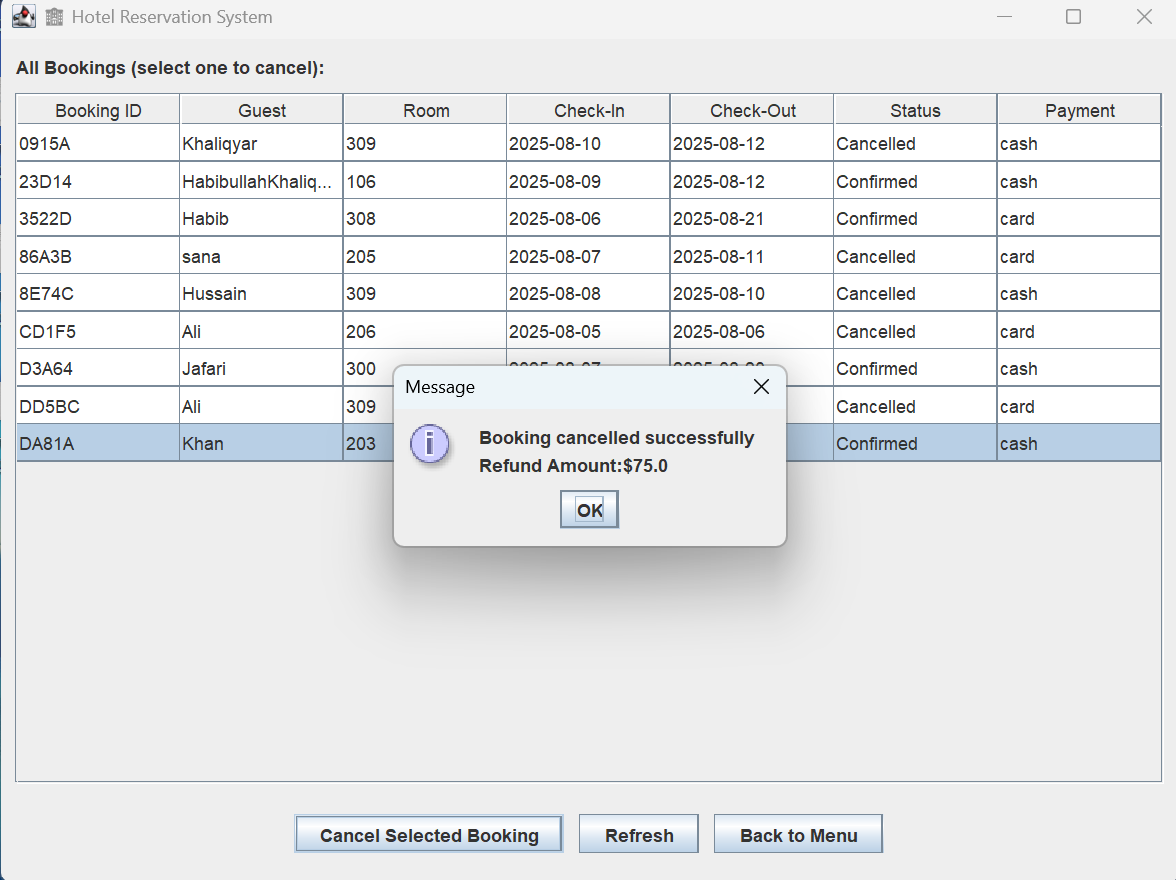 Hotel Reservation System
All Bookings (select one to cancel):
Booking ID Guest Room Check-In Check-Out Status Payment
0915A Khaliqyar 309 2025-08-10 2025-08-12 Cancelled cash
23D14 HabibullahKhaliq... 106 2025-08-09 2025-08-12 Confirmed cash
3522D Habib 308 2025-08-06 2025-08-21 Confirmed card
86A3B sana 205 2025-08-07 2025-08-11 Cancelled card
8E74C Hussain 309 2025-08-08 2025-08-10 Cancelled cash
CD1F5 Ali 206 2025-08-05 2025-08-06 Cancelled card
D3A64 Jafari 300 Confirmed cash
DD5BC Ali 309 Cancelled card
DA81A Khan 203 Confirmed cash
Message
Booking cancelled successfully
Refund Amount:$75.0
OK
Cancel Selected Booking Refresh Back to Menu